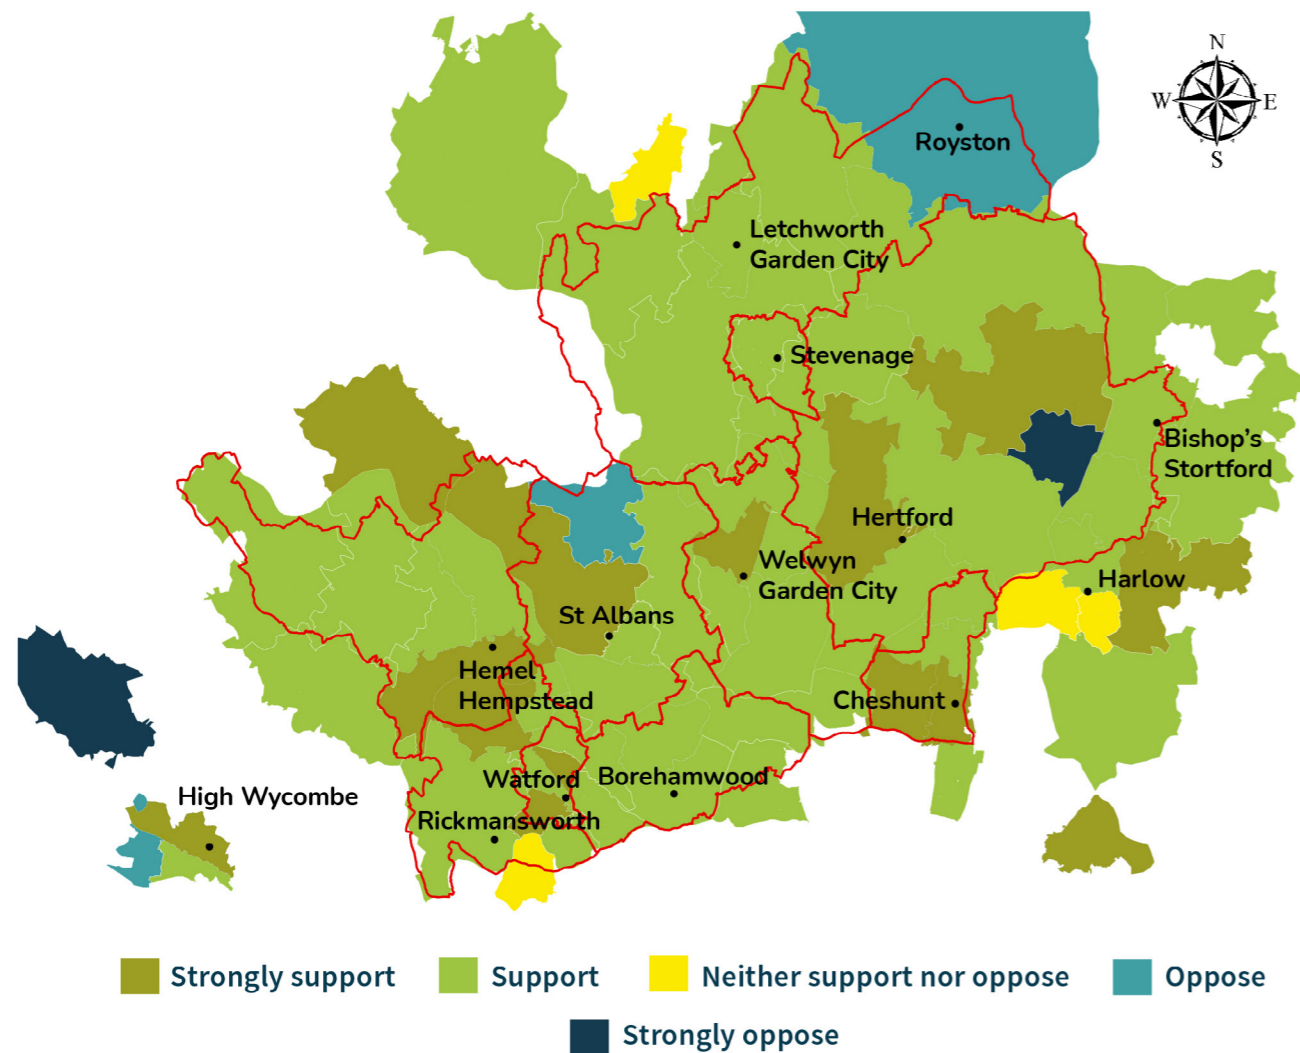 N
W E
S
Royston
Letchworth
Garden City
Stevenage
Bishop's
Stortford
Hertford
Welwyn
Garden City
Harlow
St Albans
Hemel
Hempstead
Cheshunt
Watford
Borehamwood
High Wycombe
Rickmansworth
Strongly support
Support
Neither support nor oppose
Oppose
Strongly oppose